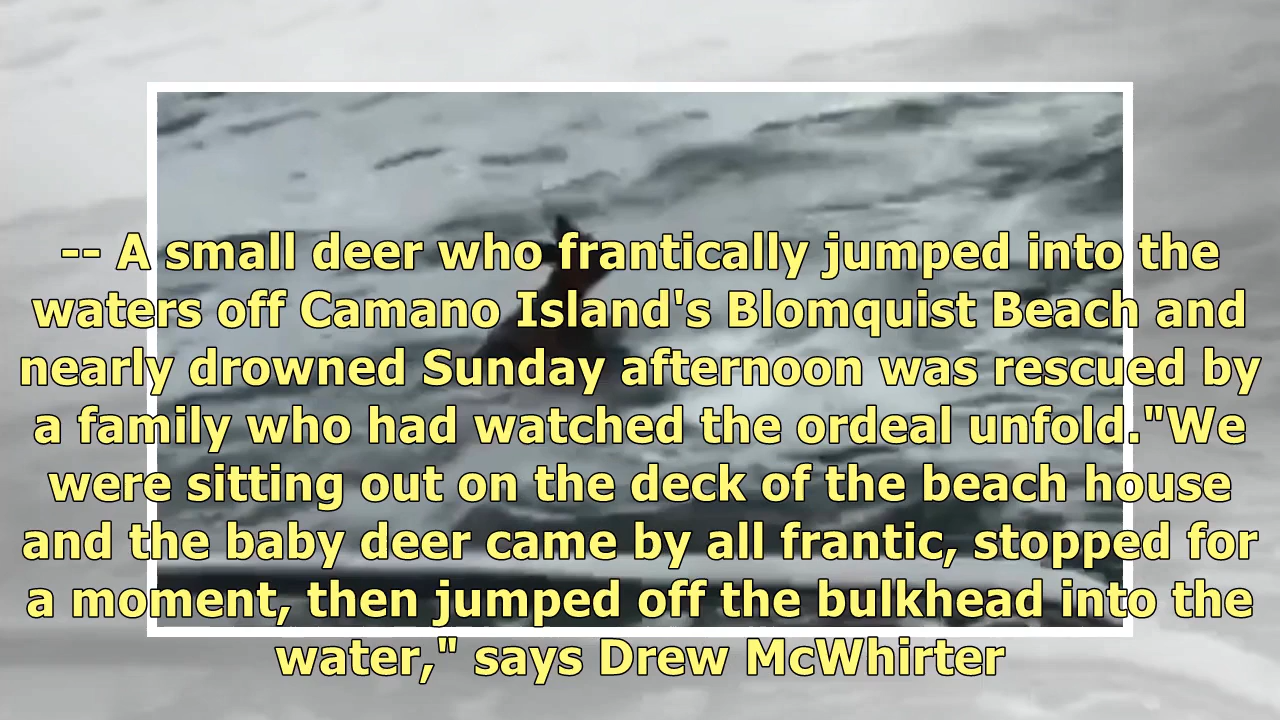 -- A small deer who frantically jumped into the
waters off Camano Island's Blomquist Beach and
nearly drowned Sunday afternoon was rescued by
a family who had watched the ordeal unfold."We
were sitting out on the deck of the beach house
and the baby deer came by all frantic, stopped for
a moment, then jumped off the bulkhead into the
water," says Drew McWhirter